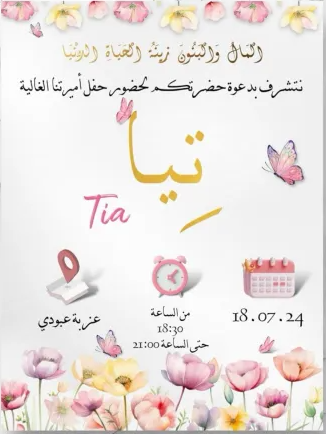 المال والبنون زينة الحياة الدونيا
نتشرف بدعوة حضرتكم لحضور حفل أميرتنا الغالية
تيا
Tia
18.07.24
من الساعة
18:30
حتى الساعة 21:00
عزبة عبودي